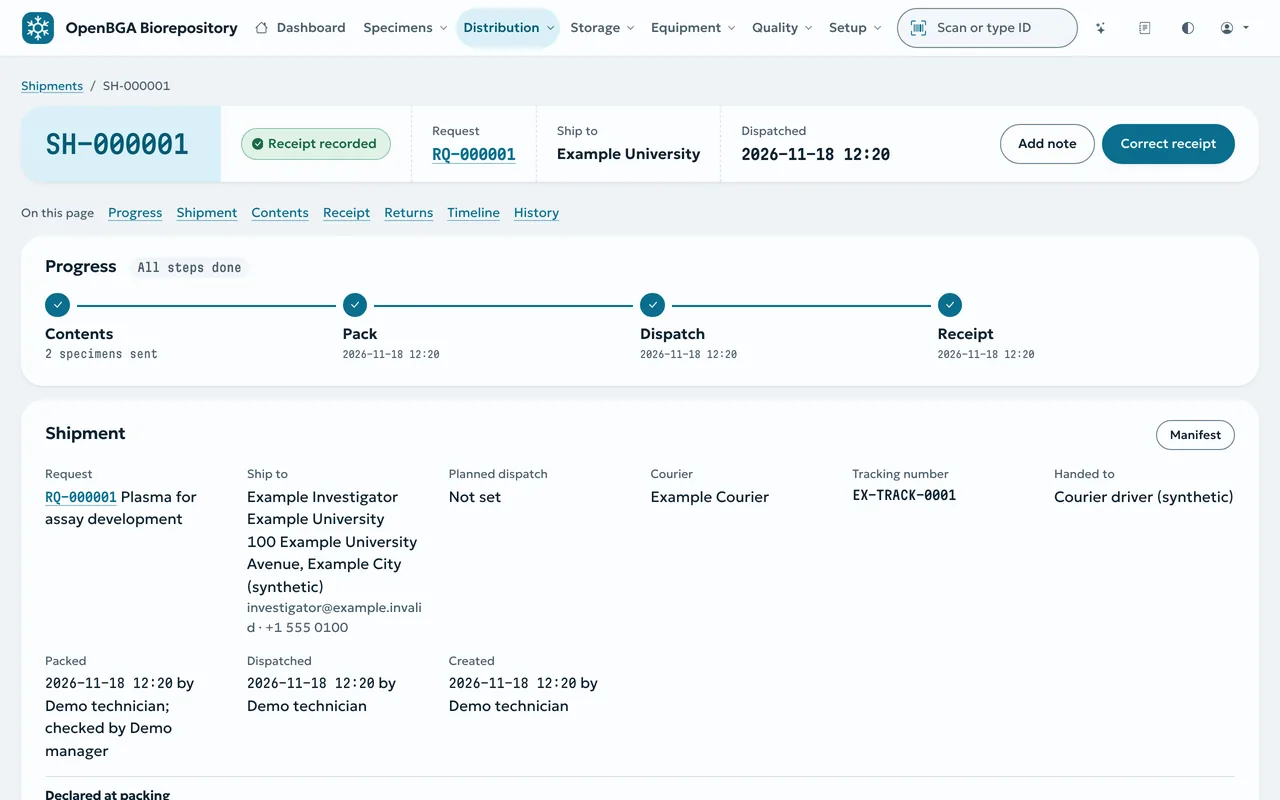 OpenBGA Biorepository
Dashboard
Specimens
Distribution
Storage
Equipment
Quality
Setup
Scan or type ID
Shipments / SH-000001
SH-000001
Receipt recorded
Request
RQ-000001
Ship to
Example University
Dispatched
2026-11-18 12:20
Add note
Correct receipt
On this page Progress Shipment Contents Receipt Returns Timeline History
Progress All steps done
Contents
2 specimens sent
Pack
2026-11-18 12:20
Dispatch
2026-11-18 12:20
Receipt
2026-11-18 12:20
Shipment
Manifest
Request
RQ-000001 Plasma for
assay development
Ship to
Example Investigator
Example University
100 Example University
Avenue, Example City
(synthetic)
investigator@example.invali
d · +1 555 0100
Planned dispatch
Not set
Courier
Example Courier
Tracking number
EX-TRACK-0001
Handed to
Courier driver (synthetic)
Packed
2026-11-18 12:20 by
Demo technician;
checked by Demo
manager
Dispatched
2026-11-18 12:20 by
Demo technician
Created
2026-11-18 12:20 by
Demo technician
Declared at packing